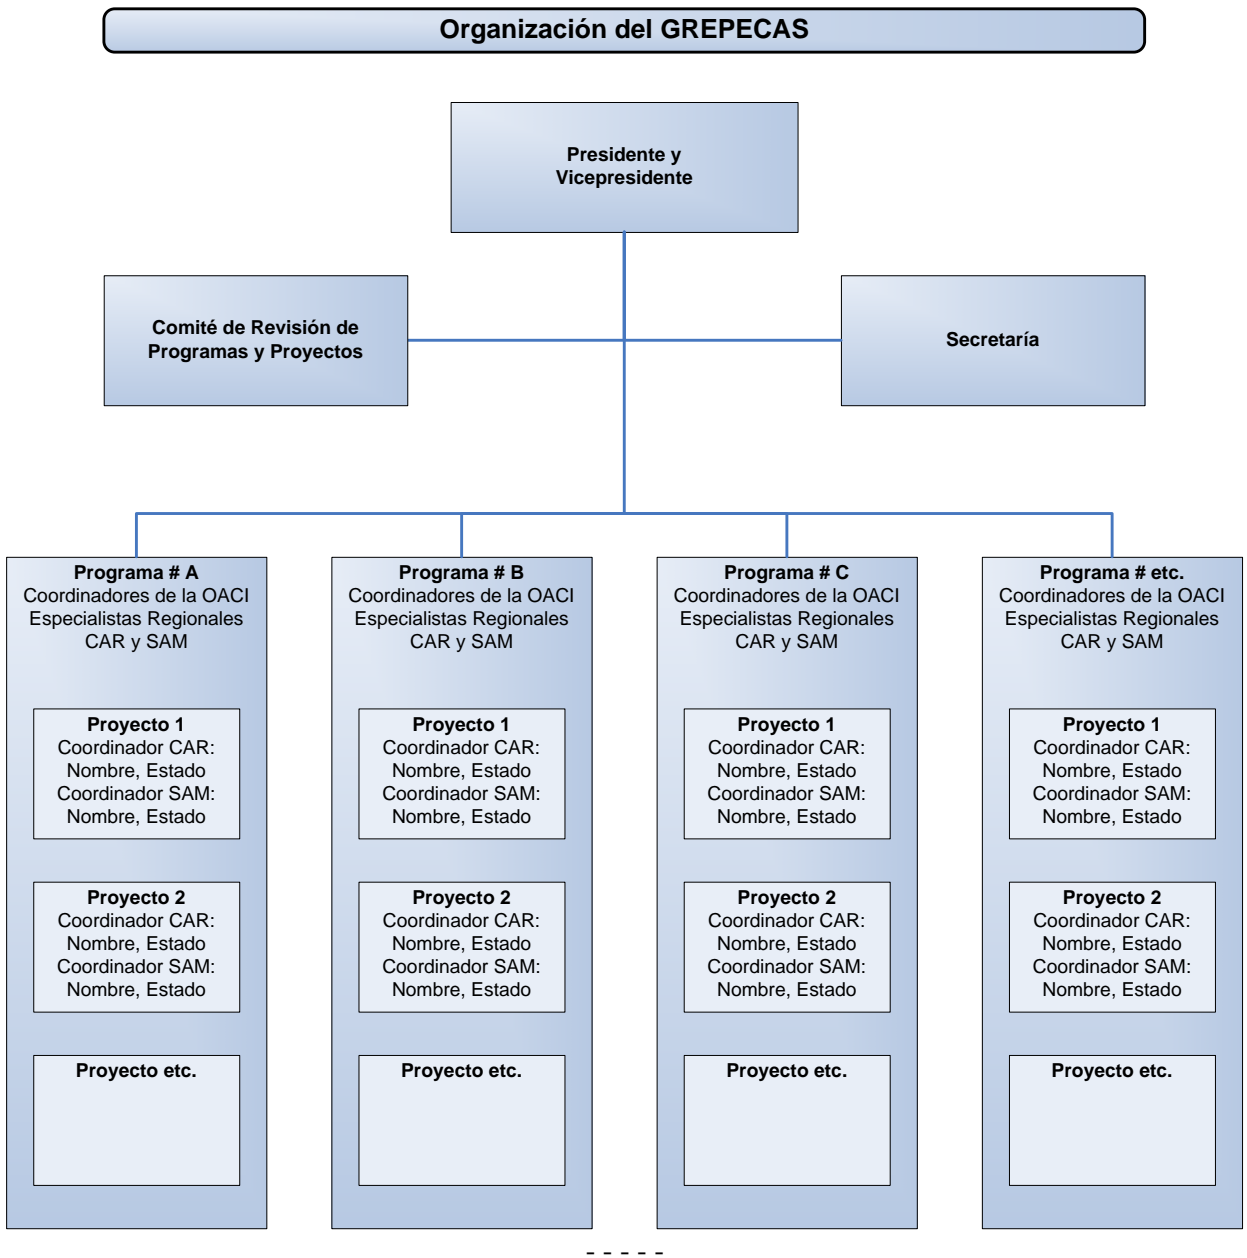 Organización del GREPECAS
Presidente y
Vicepresidente
Comité de Revisión de
Programas y Proyectos
Secretaría
Programa # A
Coordinadores de la OACI
Especialistas Regionales
CAR y SAM
Proyecto 1
Coordinador CAR:
Nombre, Estado
Coordinador SAM:
Nombre, Estado
Proyecto 2
Coordinador CAR:
Nombre, Estado
Coordinador SAM:
Nombre, Estado
Proyecto etc.
Programa # B
Coordinadores de la OACI
Especialistas Regionales
CAR y SAM
Proyecto 1
Coordinador CAR:
Nombre, Estado
Coordinador SAM:
Nombre, Estado
Proyecto 2
Coordinador CAR:
Nombre, Estado
Coordinador SAM:
Nombre, Estado
Proyecto etc.
Programa # C
Coordinadores de la OACI
Especialistas Regionales
CAR y SAM
Proyecto 1
Coordinador CAR:
Nombre, Estado
Coordinador SAM:
Nombre, Estado
Proyecto 2
Coordinador CAR:
Nombre, Estado
Coordinador SAM:
Nombre, Estado
Proyecto etc.
Programa # etc.
Coordinadores de la OACI
Especialistas Regionales
CAR y SAM
Proyecto 1
Coordinador CAR:
Nombre, Estado
Coordinador SAM:
Nombre, Estado
Proyecto 2
Coordinador CAR:
Nombre, Estado
Coordinador SAM:
Nombre, Estado
Proyecto etc.
- - - - -